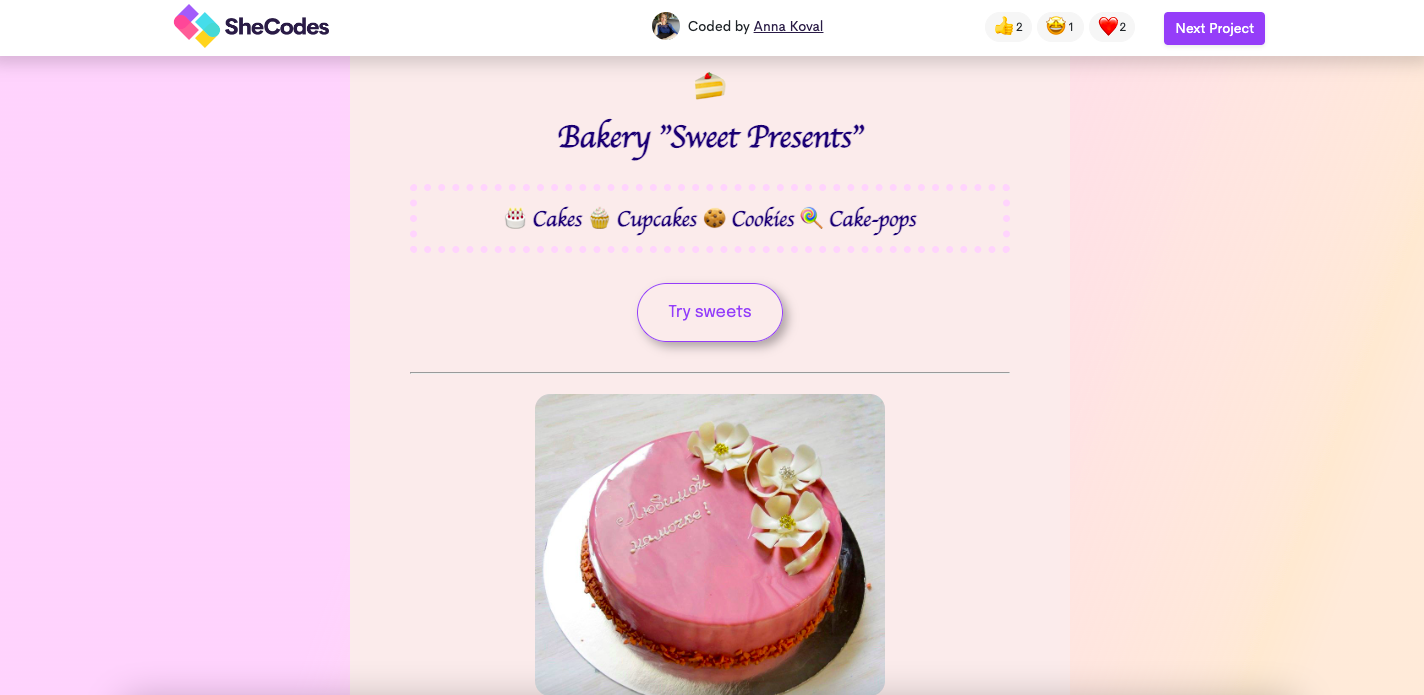 SheCodes
Coded by Anna Koval
2
1
2
Next Project
Bakery "Sweet Presents"
Cakes Cupcakes Cookies Cake-pops
Try sweets
Любимой
мамочке!